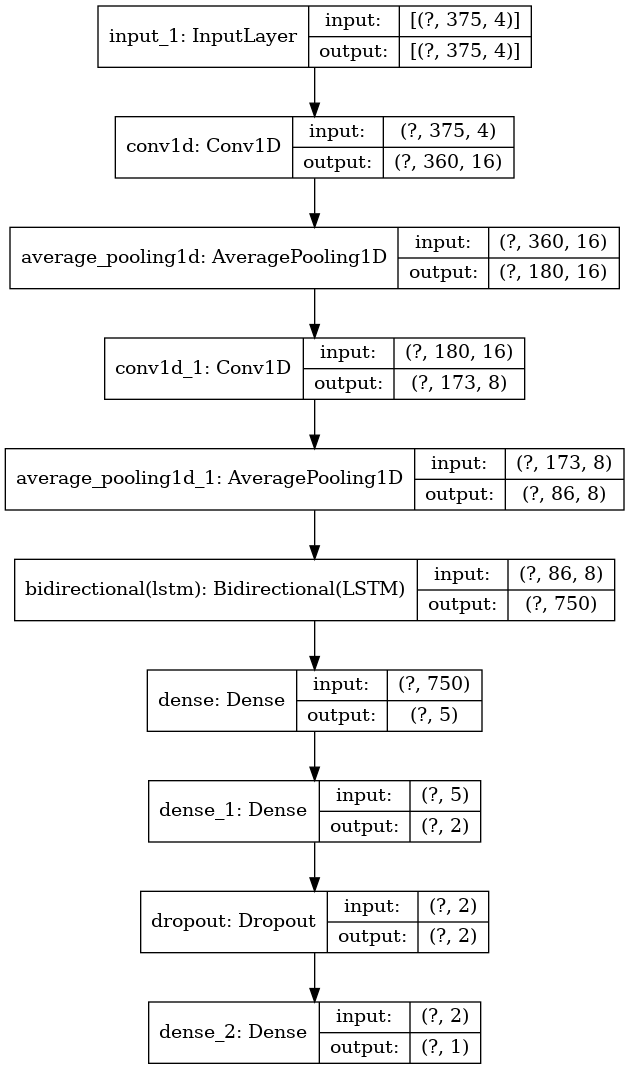 input_1: InputLayer
input: [(?, 375, 4)]
output: [(?, 375, 4)]
conv1d: Conv1D
input: (?, 375, 4)
output: (?, 360, 16)
average_pooling1d: AveragePooling1D
input: (?, 360, 16)
output: (?, 180, 16)
conv1d_1: Conv1D
input: (?, 180, 16)
output: (?, 173, 8)
average_pooling1d_1: AveragePooling1D
input: (?, 173, 8)
output: (?, 86, 8)
bidirectional(lstm): Bidirectional(LSTM)
input: (?, 86, 8)
output: (?, 750)
dense: Dense
input: (?, 750)
output: (?, 5)
dense_1: Dense
input: (?, 5)
output: (?, 2)
dropout: Dropout
input: (?, 2)
output: (?, 2)
dense_2: Dense
input: (?, 2)
output: (?, 1)